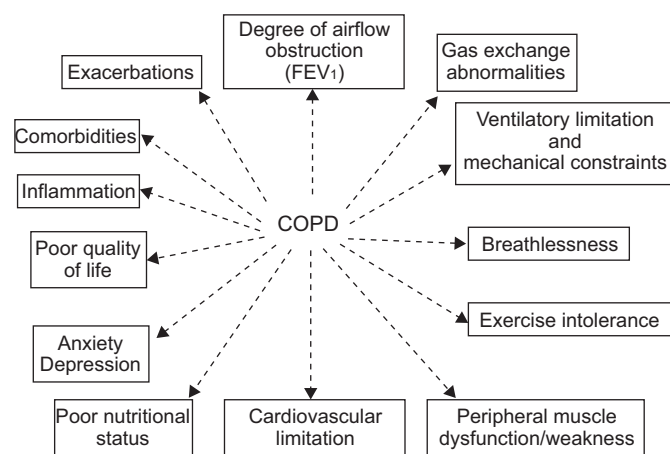 Degree of airflow
obstruction
(FEV₁)
Gas exchange
abnormalities
Exacerbations
Ventilatory limitation
and
mechanical constraints
Comorbidities
Inflammation
COPD
Poor quality
of life
Breathlessness
Exercise intolerance
Anxiety
Depression
Poor nutritional
status
Cardiovascular
limitation
Peripheral muscle
dysfunction/weakness